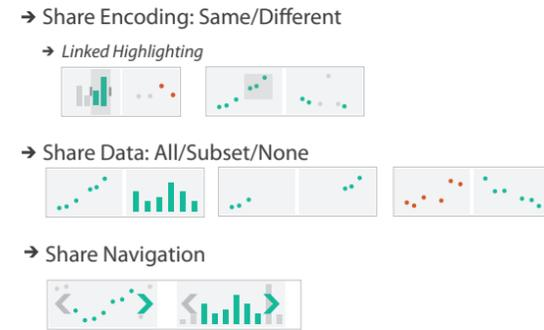 → Share Encoding: Same/Different
→ Linked Highlighting
→ Share Data: All/Subset/None
→ Share Navigation